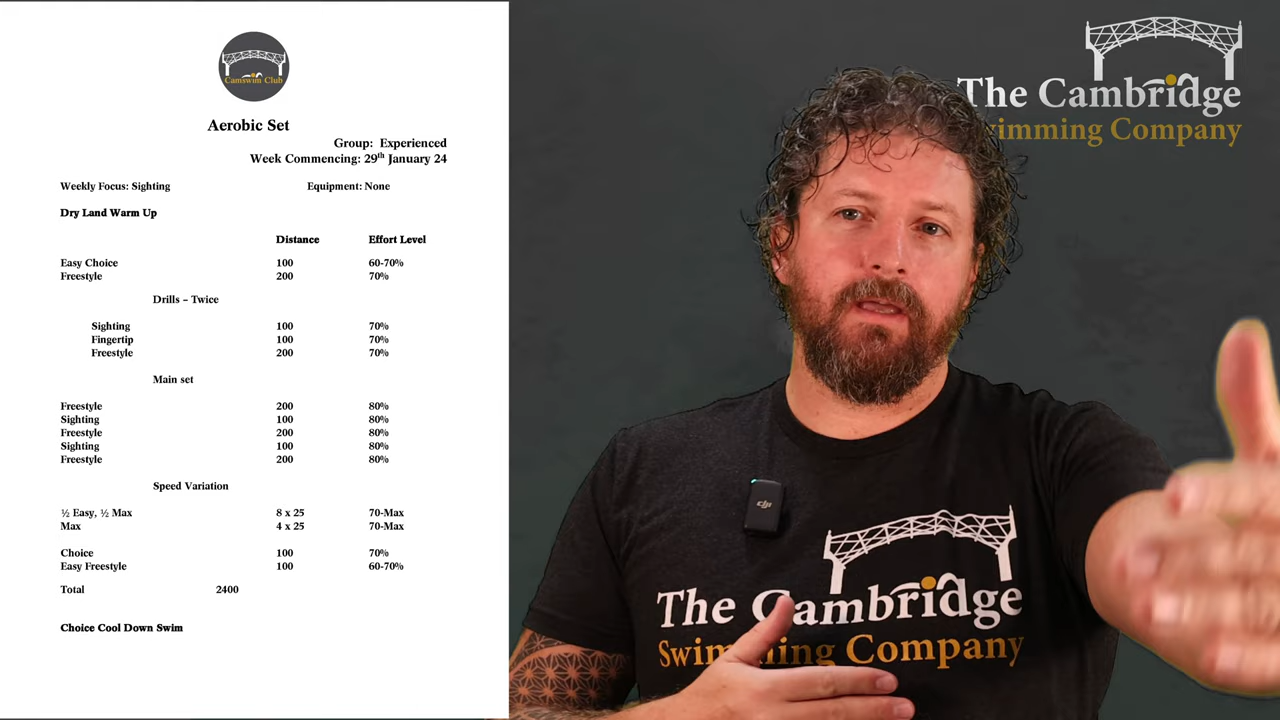 Camswim Club
Aerobic Set
Group: Experienced
Week Commencing: 29th January 24
Weekly Focus: Sighting Equipment: None
Dry Land Warm Up
Distance Effort Level
Easy Choice 100 60-70%
Freestyle 200 70%
Drills – Twice
Sighting 100 70%
Fingertip 100 70%
Freestyle 200 70%
Main set
Freestyle 200 80%
Sighting 100 80%
Freestyle 200 80%
Sighting 100 80%
Freestyle 200 80%
Speed Variation
½ Easy, ½ Max 8 x 25 70-Max
Max 4 x 25 70-Max
Choice 100 70%
Easy Freestyle 100 60-70%
Total 2400
Choice Cool Down Swim
The Cambridge
wimming Company
dji
The Cambridge
Swimming Company